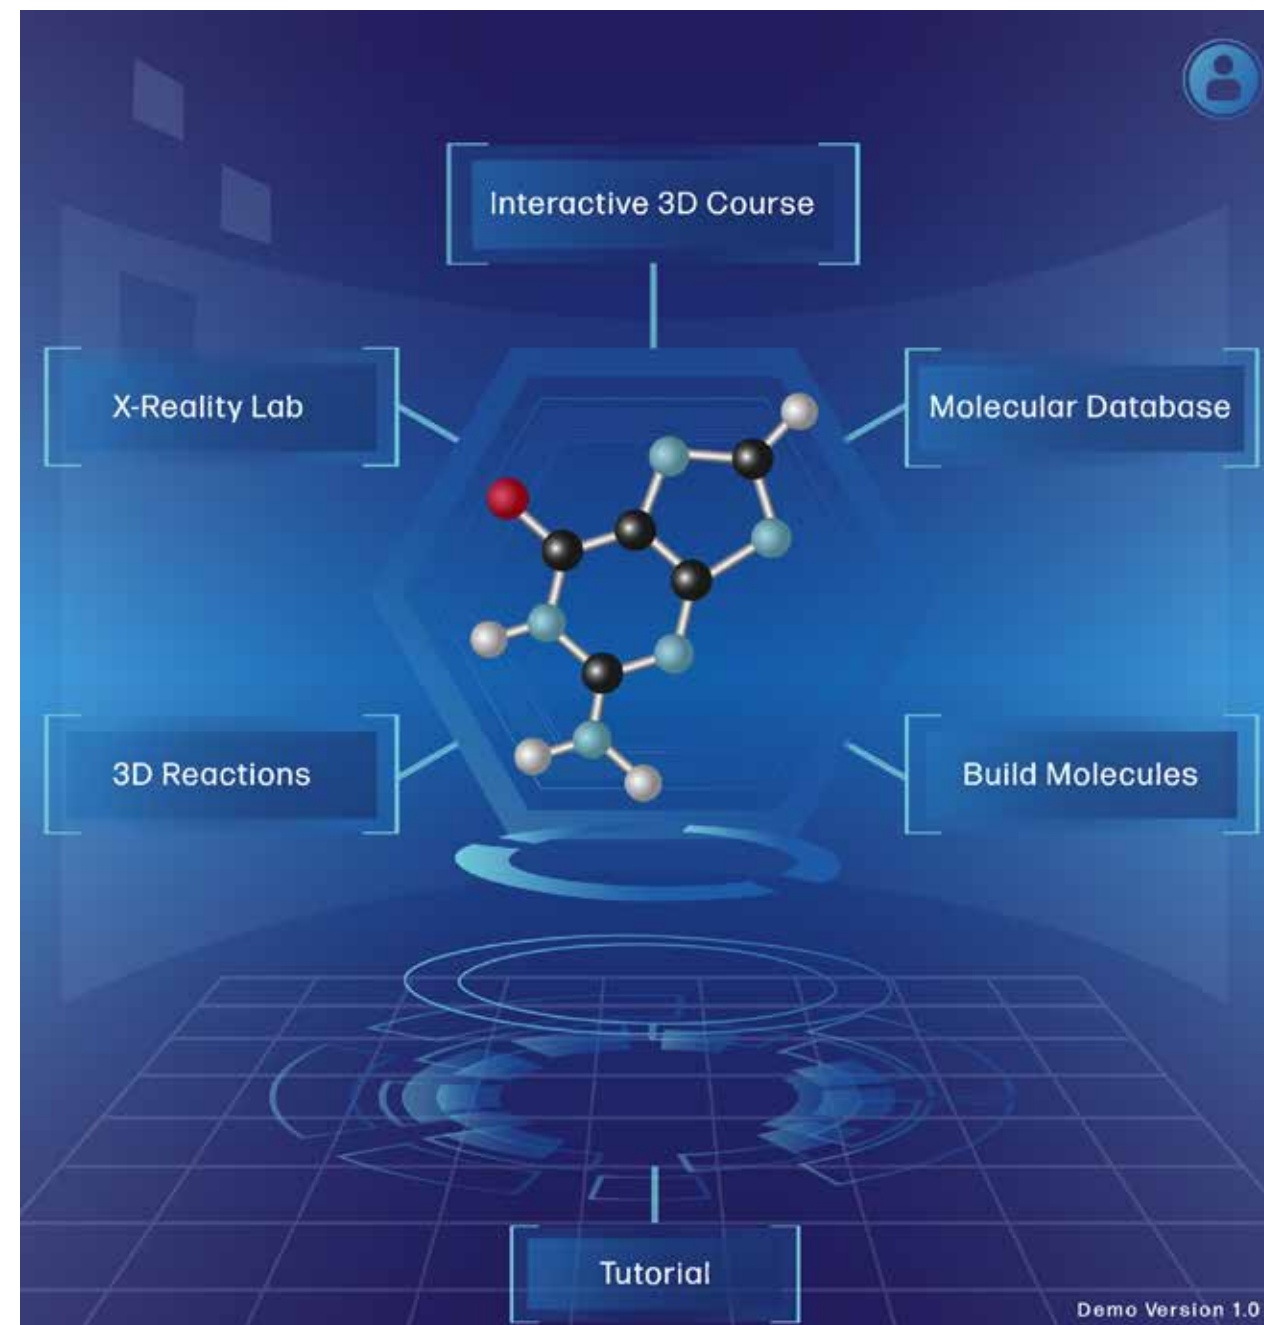 Interactive 3D Course
X-Reality Lab
Molecular Database
3D Reactions
Build Molecules
Tutorial
Demo Version 1.0